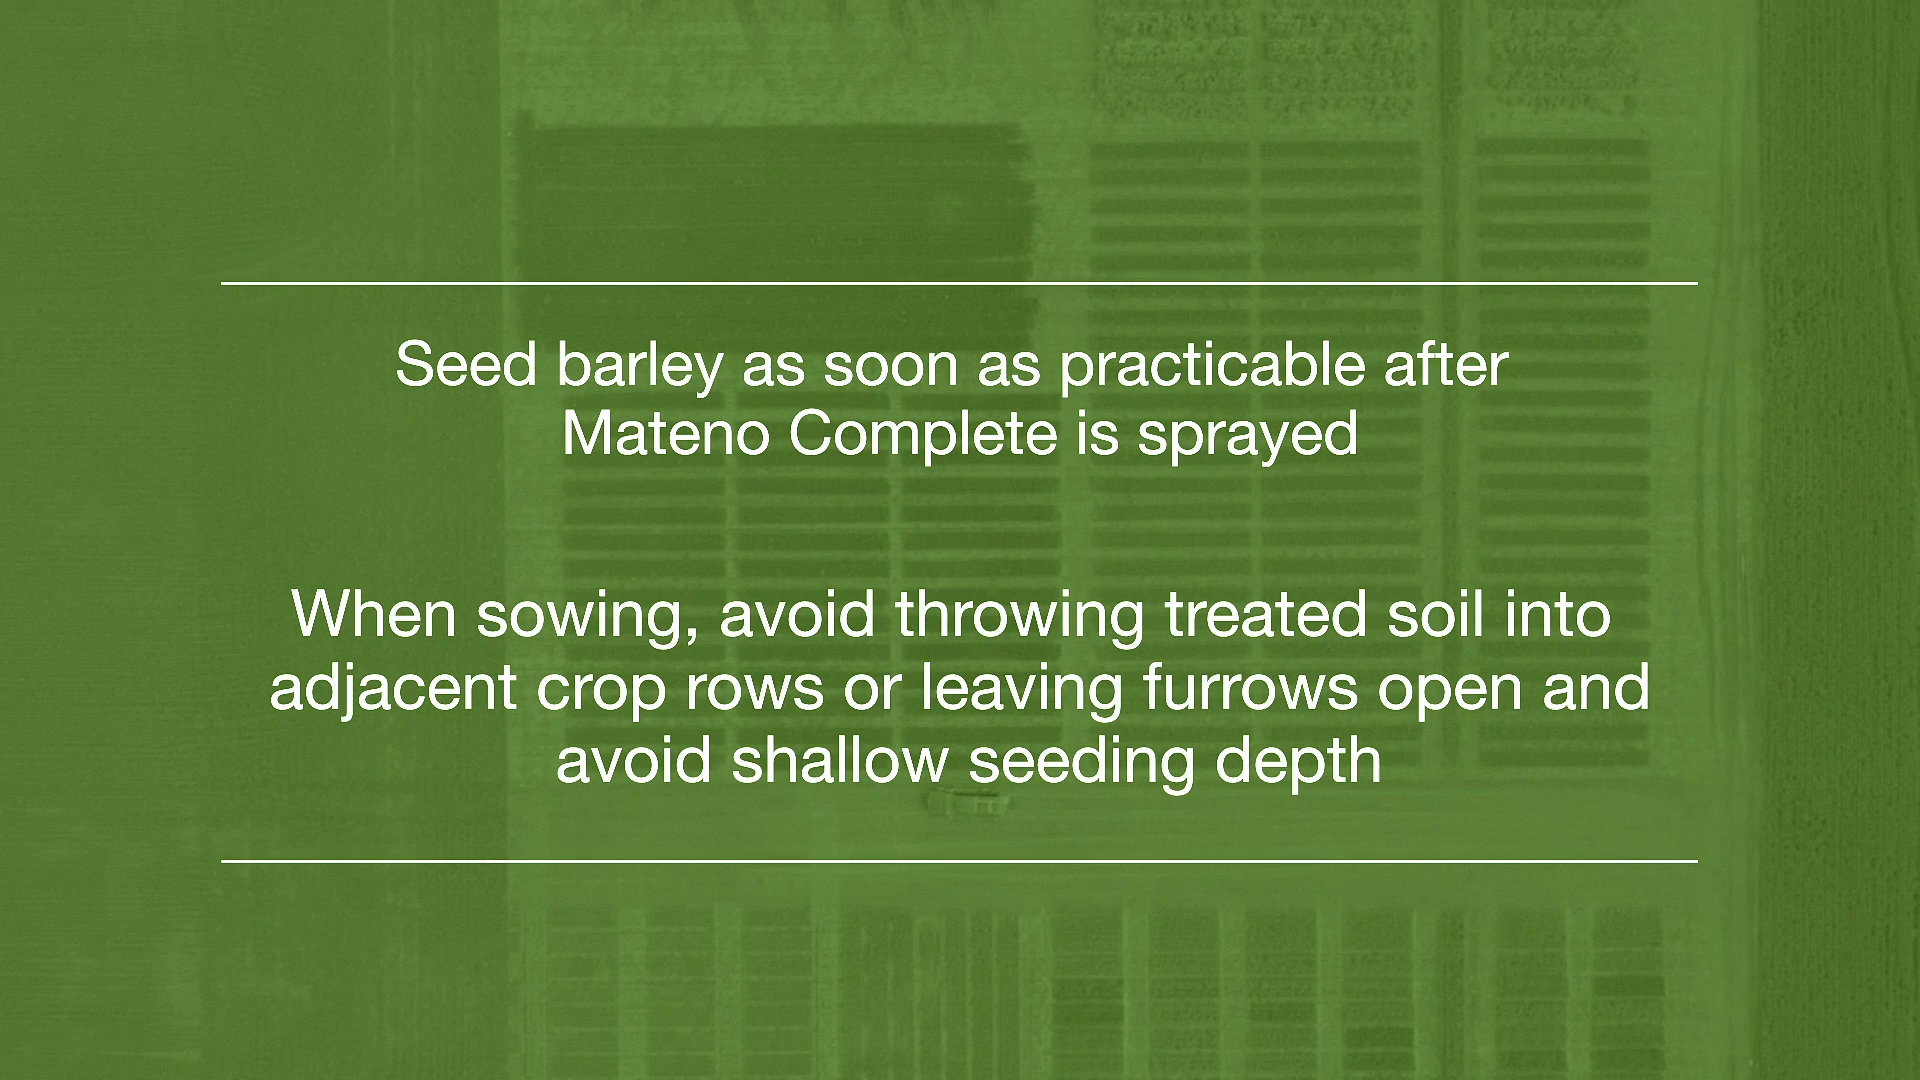 Seed barley as soon as practicable after
Mateno Complete is sprayed
When sowing, avoid throwing treated soil into
adjacent crop rows or leaving furrows open and
avoid shallow seeding depth